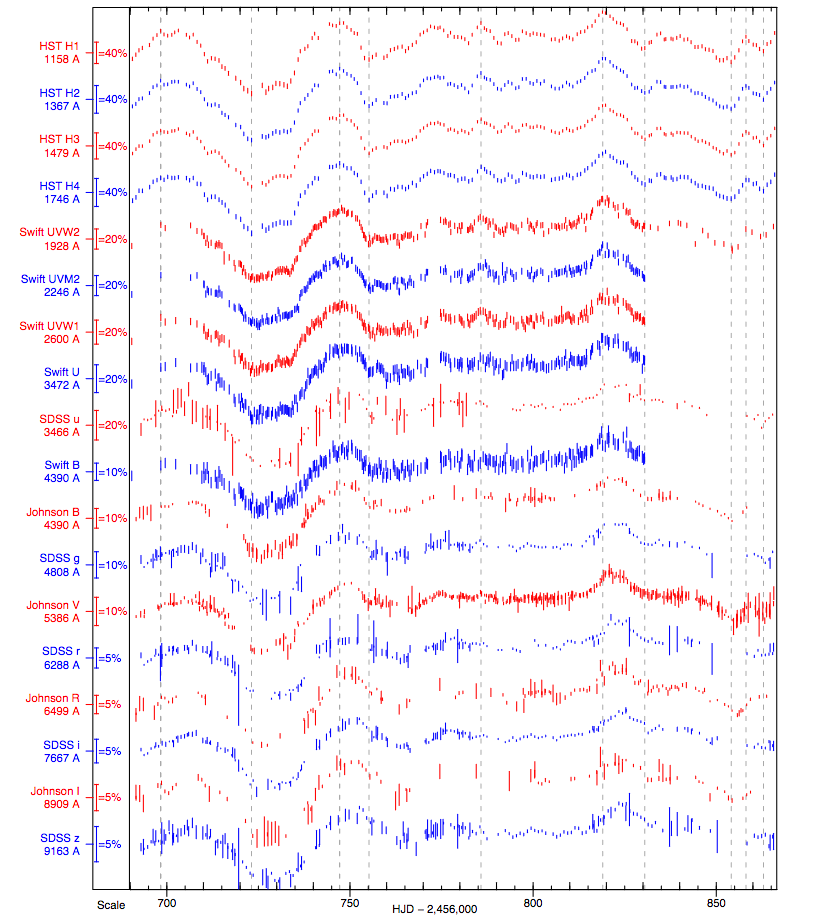 HST H1
1158 A
=40%
HST H2
1367 A
=40%
HST H3
1479 A
=40%
HST H4
1746 A
=40%
Swift UVW2
1928 A
=20%
Swift UVM2
2246 A
=20%
Swift UVW1
2600 A
=20%
Swift U
3472 A
=20%
SDSS u
3466 A
=20%
Swift B
4390 A
=10%
Johnson B
4390 A
=10%
SDSS g
4808 A
=10%
Johnson V
5386 A
=10%
SDSS r
6288 A
=5%
Johnson R
6499 A
=5%
SDSS i
7667 A
=5%
Johnson I
8909 A
=5%
SDSS z
9163 A
=5%
Scale
700
750
800
850
HJD – 2,456,000